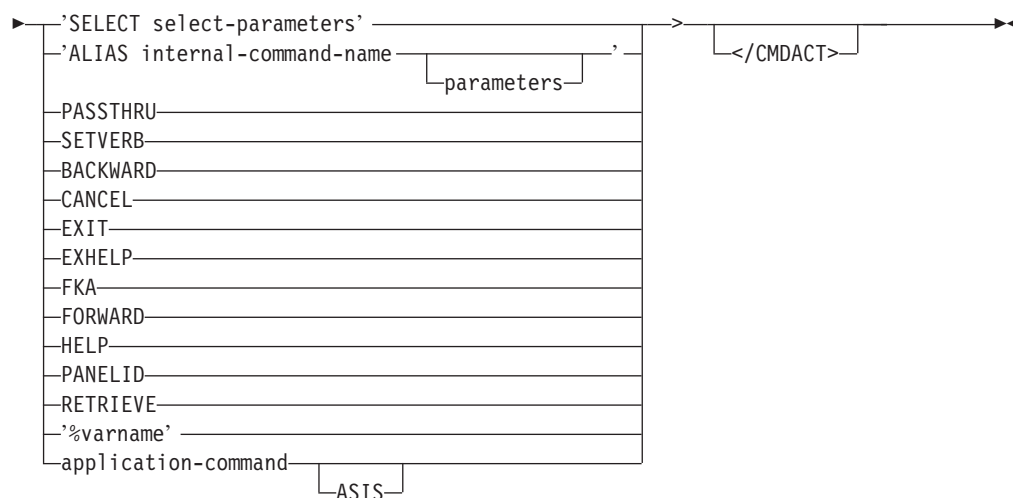 ’SELECT select-parameters’ >
</CMDACT>
’ALIAS internal-command-name ’
parameters
PASSTHRU
SETVERB
BACKWARD
CANCEL
EXIT
EXHELP
FKA
FORWARD
HELP
PANELID
RETRIEVE
’%varname’
application-command
ASIS